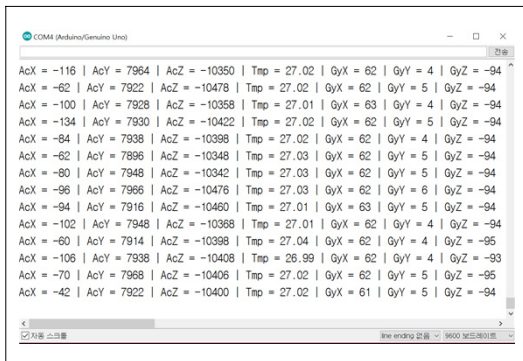 COM4 (Arduino/Genuino Uno)
전송
AcX = -116 | AcY = 7964 | AcZ = -10350 | Tmp = 27.02 | GyX = 62 | GyY = 4 | GyZ = -94
AcX = -62 | AcY = 7922 | AcZ = -10478 | Tmp = 27.02 | GyX = 62 | GyY = 5 | GyZ = -94
AcX = -100 | AcY = 7928 | AcZ = -10358 | Tmp = 27.01 | GyX = 63 | GyY = 4 | GyZ = -94
AcX = -134 | AcY = 7930 | AcZ = -10422 | Tmp = 27.02 | GyX = 62 | GyY = 5 | GyZ = -94
AcX = -84 | AcY = 7938 | AcZ = -10398 | Tmp = 27.02 | GyX = 62 | GyY = 4 | GyZ = -94
AcX = -62 | AcY = 7896 | AcZ = -10348 | Tmp = 27.03 | GyX = 62 | GyY = 5 | GyZ = -94
AcX = -80 | AcY = 7948 | AcZ = -10342 | Tmp = 27.03 | GyX = 62 | GyY = 5 | GyZ = -94
AcX = -96 | AcY = 7966 | AcZ = -10476 | Tmp = 27.03 | GyX = 62 | GyY = 6 | GyZ = -94
AcX = -94 | AcY = 7916 | AcZ = -10460 | Tmp = 27.01 | GyX = 63 | GyY = 5 | GyZ = -94
AcX = -102 | AcY = 7948 | AcZ = -10368 | Tmp = 27.01 | GyX = 62 | GyY = 4 | GyZ = -94
AcX = -60 | AcY = 7914 | AcZ = -10398 | Tmp = 27.04 | GyX = 62 | GyY = 4 | GyZ = -95
AcX = -106 | AcY = 7938 | AcZ = -10408 | Tmp = 26.99 | GyX = 62 | GyY = 4 | GyZ = -93
AcX = -70 | AcY = 7968 | AcZ = -10406 | Tmp = 27.02 | GyX = 62 | GyY = 5 | GyZ = -95
AcX = -42 | AcY = 7922 | AcZ = -10400 | Tmp = 27.02 | GyX = 61 | GyY = 5 | GyZ = -94
자동 스크롤 line ending 없음 9600 보드레이트